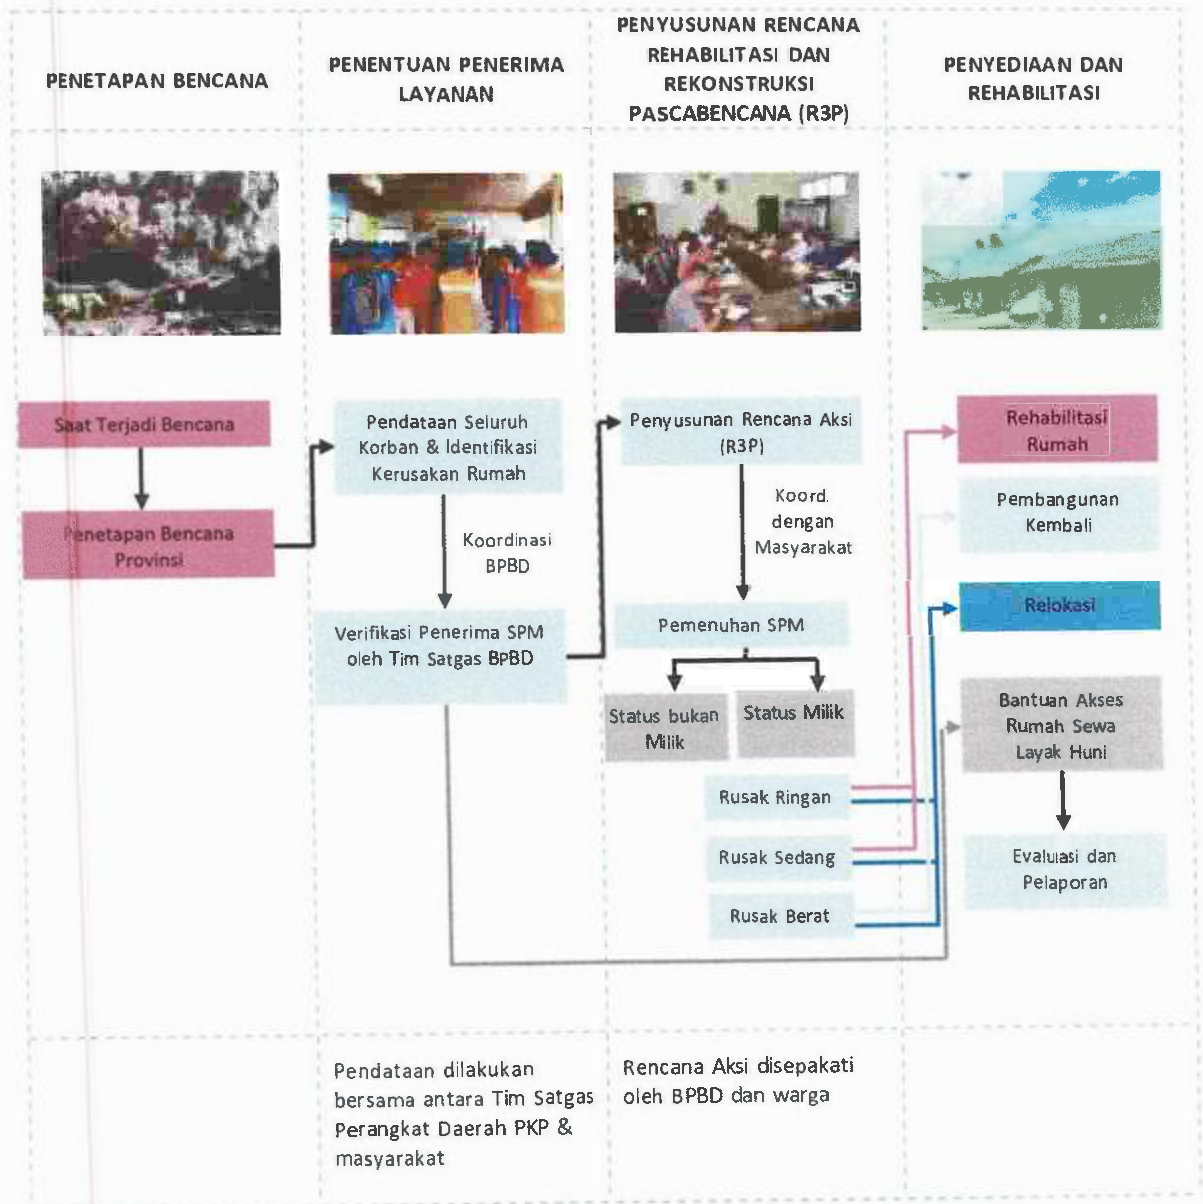 PENETAPAN BENCANA
PENENTUAN PENERIMA
LAYANAN
PENYUSUNAN RENCANA
REHABILITASI DAN
REKONSTRUKSI
PASCABENCANA (R3P)
PENYEDIAAN DAN
REHABILITASI
Saat Terjadi Bencana
Penetapan Bencana
Provinsi
Pendataan Seluruh
Korban & Identifikasi
Kerusakan Rumah
Koordinasi
BPBD
Verifikasi Penerima SPM
oleh Tim Satgas BPBD
Penyusunan Rencana Aksi
(R3P)
Koord.
dengan
Masyarakat
Pemenuhan SPM
Status bukan
Milik
Status Milik
Rusak Ringan
Rusak Sedang
Rusak Berat
Rehabilitasi
Rumah
Pembangunan
Kembali
Relokasi
Bantuan Akses
Rumah Sewa
Layak Huni
Evaluasi dan
Pelaporan
Pendataan dilakukan
bersama antara Tim Satgas
Perangkat Daerah PKP &
masyarakat
Rencana Aksi disepakati
oleh BPBD dan warga